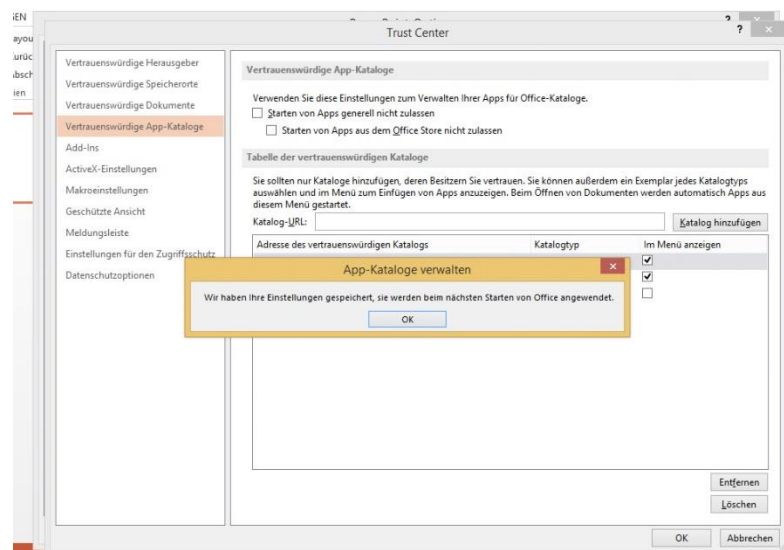 Trust Center
?
Vertrauenswürdige Herausgeber
Vertrauenswürdige Speicherorte
Vertrauenswürdige Dokumente
Vertrauenswürdige App-Kataloge
Add-Ins
ActiveX-Einstellungen
Makroeinstellungen
Geschützte Ansicht
Meldungsleiste
Einstellungen für den Zugriffsschutz
Datenschutzoptionen
Vertrauenswürdige App-Kataloge
Verwenden Sie diese Einstellungen zum Verwalten Ihrer Apps für Office-Kataloge.
Starten von Apps generell nicht zulassen
Starten von Apps aus dem Office Store nicht zulassen
Tabelle der vertrauenswürdigen Kataloge
Sie sollten nur Kataloge hinzufügen, deren Besitzern Sie vertrauen. Sie können außerdem ein Exemplar jedes Katalogtyps
auswählen und im Menü zum Einfügen von Apps anzuzeigen. Beim Öffnen von Dokumenten werden automatisch Apps aus
diesem Menü gestartet.
Katalog-URL:
Katalog hinzufügen
Adresse des vertrauenswürdigen Katalogs Katalogtyp Im Menü anzeigen
App-Kataloge verwalten
Wir haben Ihre Einstellungen gespeichert, sie werden beim nächsten Starten von Office angewendet.
OK
Entfernen
Löschen
OK Abbrechen